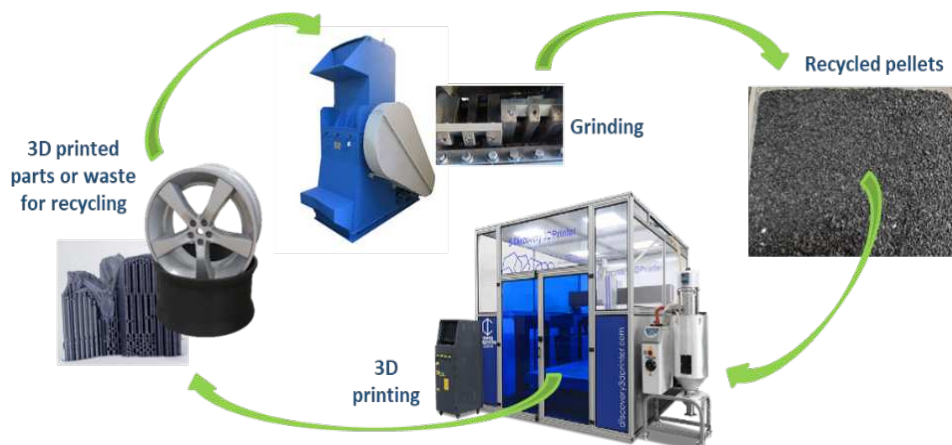 Recycled pellets
Grinding
3D printed
parts or waste
for recycling
3D
printing
discovery3dprinter.com